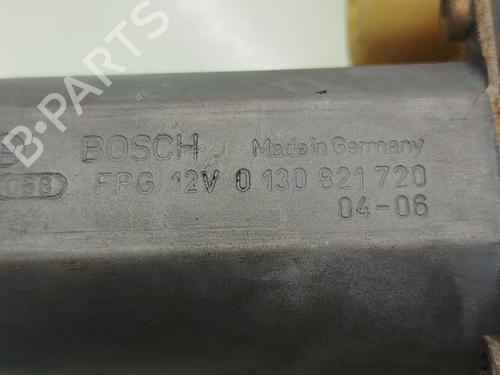 BOSCH Made in Germany
FPG 12V 0 130 821 720
04-06
B-PARTS